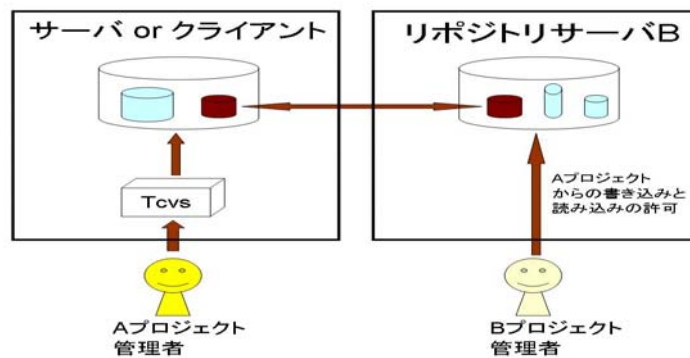 サーバ or クライアント
リポジトリサーバB
Tcvs
Aプロジェクト
からの書き込みと
読み込みの許可
Aプロジェクト
管理者
Bプロジェクト
管理者